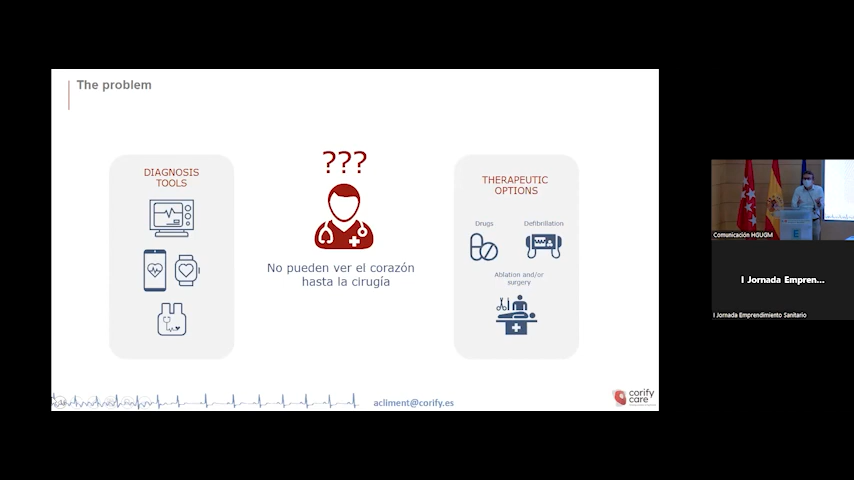 The problem
DIAGNOSIS
TOOLS
???
No pueden ver el corazón
hasta la cirugía
THERAPEUTIC
OPTIONS
Drugs
Defibrillation
Ablation and/or
surgery
acliment@corify.es
corify
care
Comunicación HGUGM
I Jornada Empren...
I Jornada Emprendimiento Sanitario